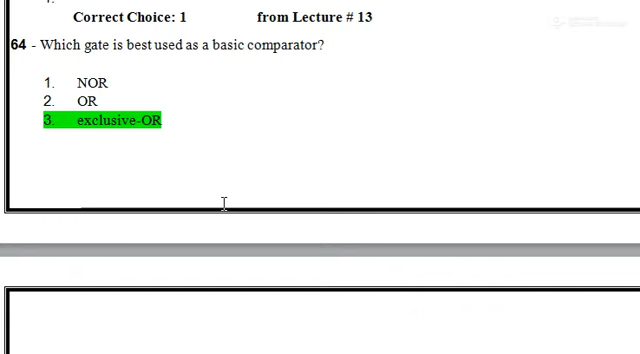 Correct Choice: 1 from Lecture # 13
64 - Which gate is best used as a basic comparator?
1. NOR
2. OR
3. exclusive-OR